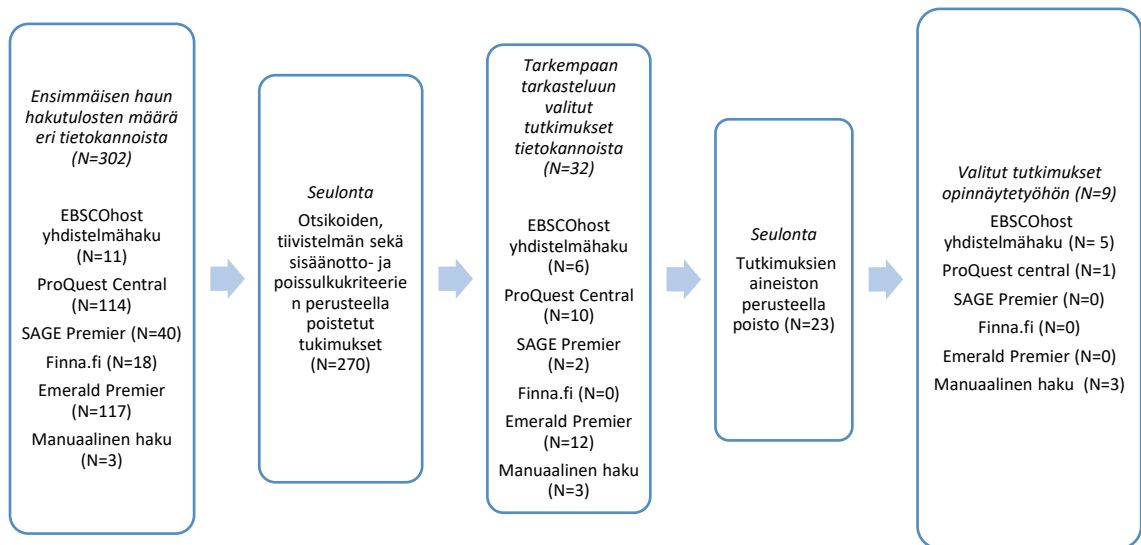 Ensimmäisen haun
hakutulosten määrä
eri tietokannoista
(N=302)
EBSCOhost
yhdistelmähaku
(N=11)
ProQuest Central
(N=114)
SAGE Premier (N=40)
Finna.fi (N=18)
Emerald Premier
(N=117)
Manuaalinen haku
(N=3)
Seulonta
Otsikoiden,
tiivistelmän sekä
sisäänotto- ja
poissulkukriteerie
n perusteella
poistetut
tukimukset
(N=270)
Tarkempaan
tarkasteluun
valitut
tutkimukset
tietokannoista
(N=32)
EBSCOhost
yhdistelmähaku
(N=6)
ProQuest Central
(N=10)
SAGE Premier
(N=2)
Finna.fi (N=0)
Emerald Premier
(N=12)
Manuaalinen haku
(N=3)
Seulonta
Tutkimuksien
aineiston
perusteella
poisto (N=23)
Valitut tutkimukset
opinnäytetyöhön (N=9)
EBSCOhost
yhdistelmähaku (N= 5)
ProQuest central (N=1)
SAGE Premier (N=0)
Finna.fi (N=0)
Emerald Premier (N=0)
Manuaalinen haku (N=3)